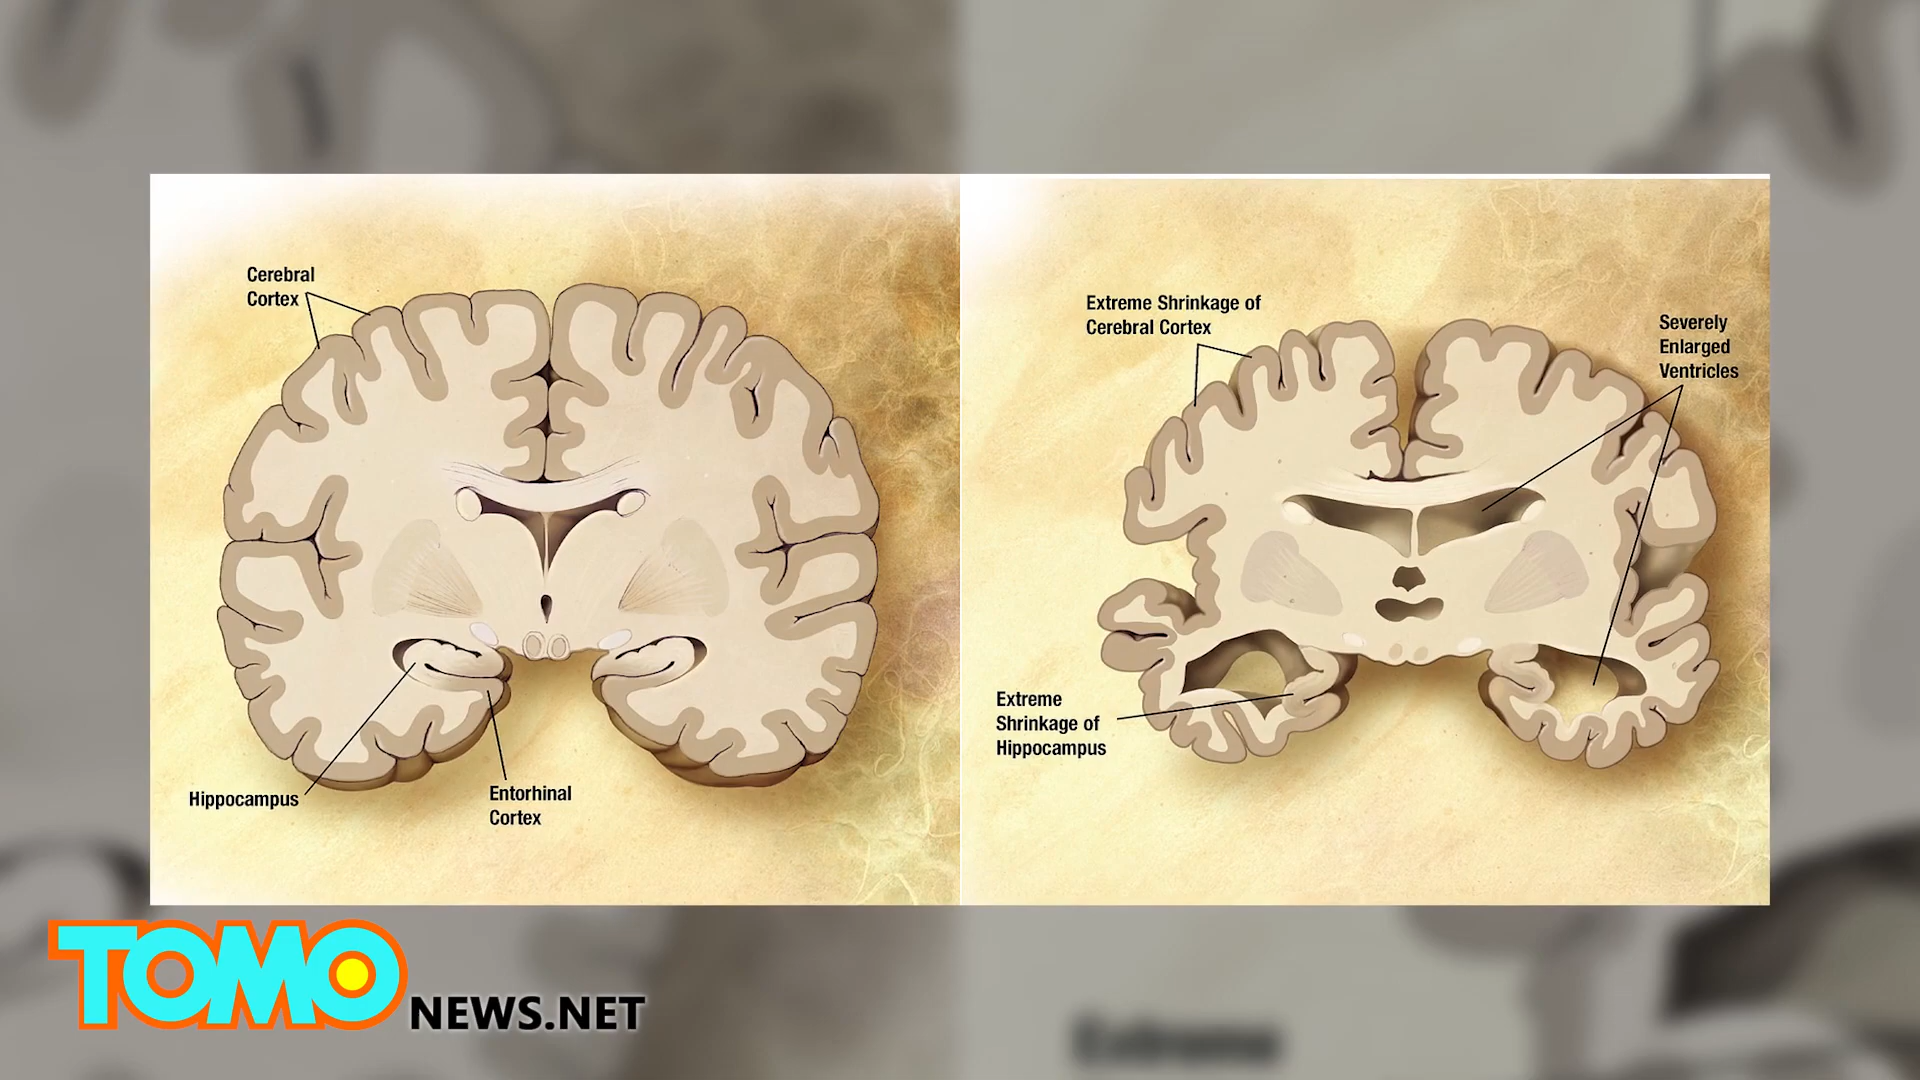 Cerebral
Cortex
Hippocampus
Entorhinal
Cortex
Extreme Shrinkage of
Cerebral Cortex
Severely
Enlarged
Ventricles
Extreme
Shrinkage of
Hippocampus
TOMO
NEWS.NET
Extreme